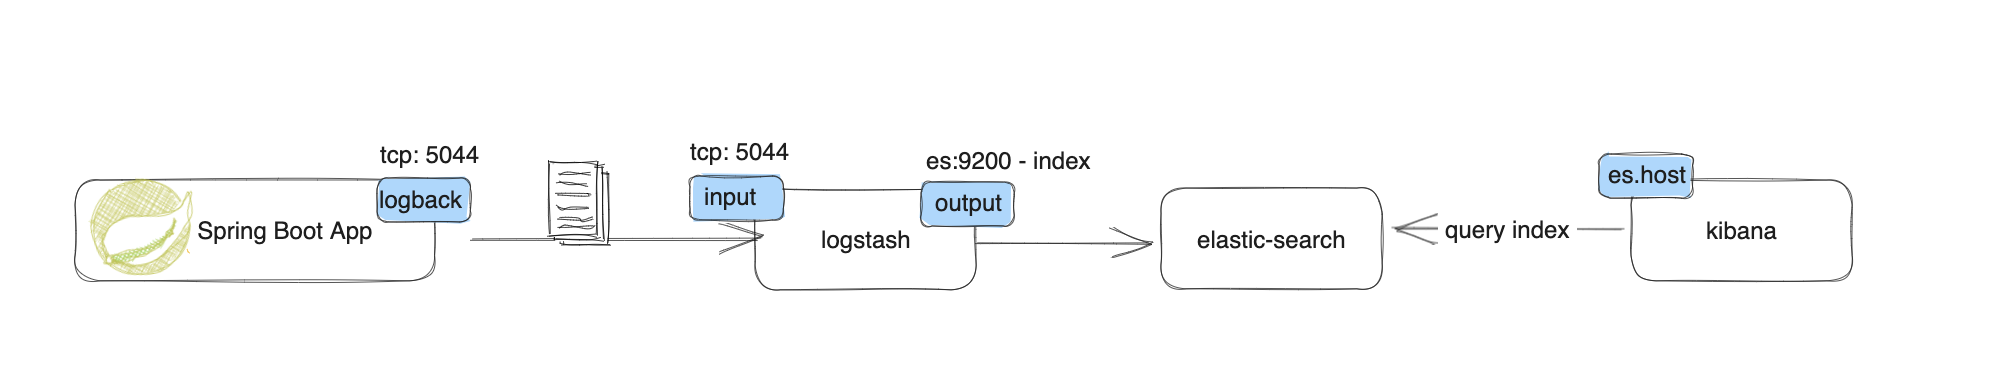 tcp: 5044
logback
Spring Boot App
tcp: 5044
input
es:9200 - index
output
logstash
elastic-search
query index
es.host
kibana